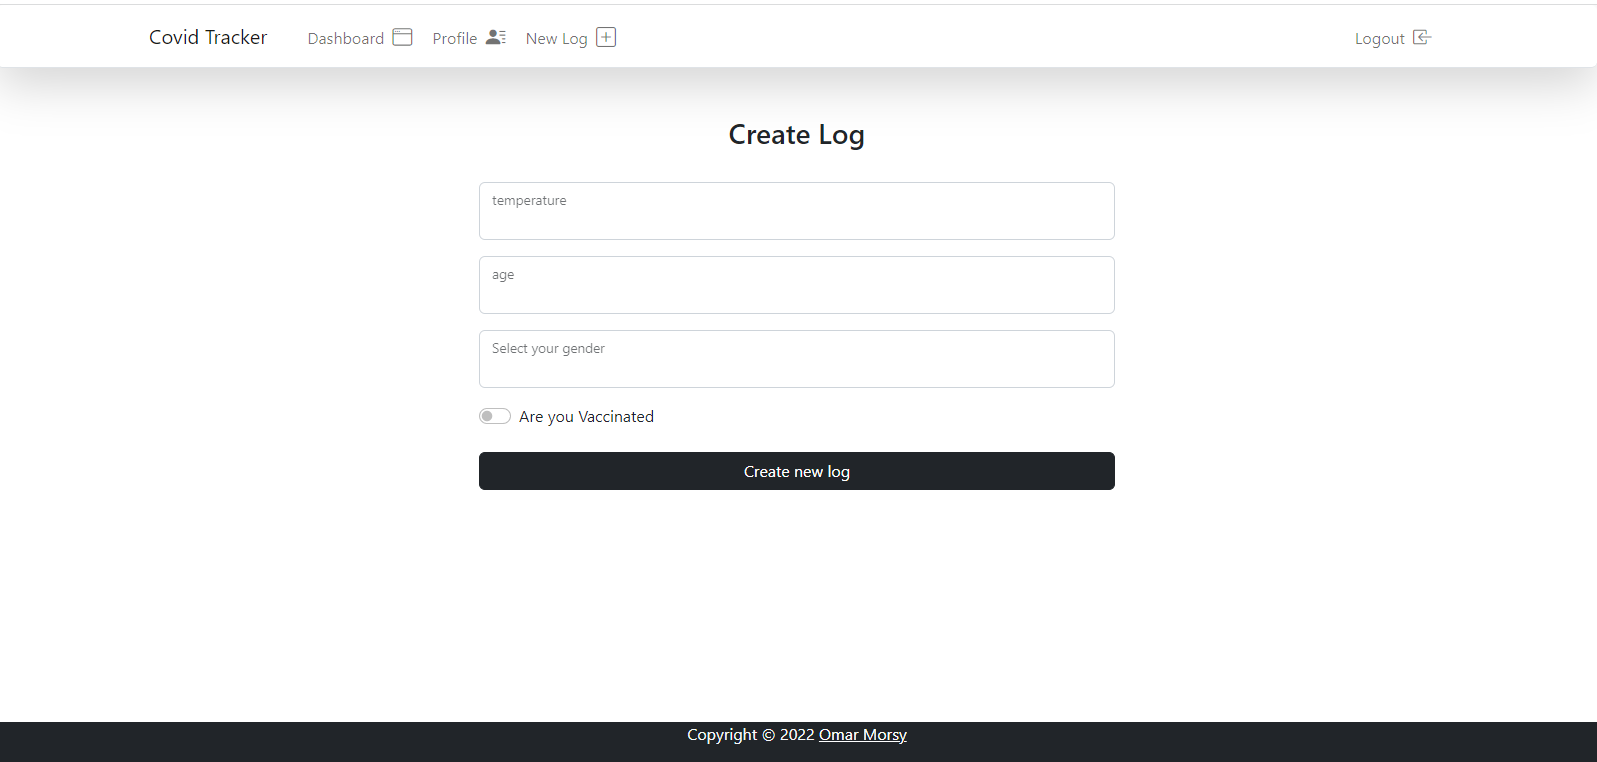 Covid Tracker Dashboard Profile New Log Logout
Create Log
temperature
age
Select your gender
Are you Vaccinated
Create new log
Copyright © 2022 Omar Morsy